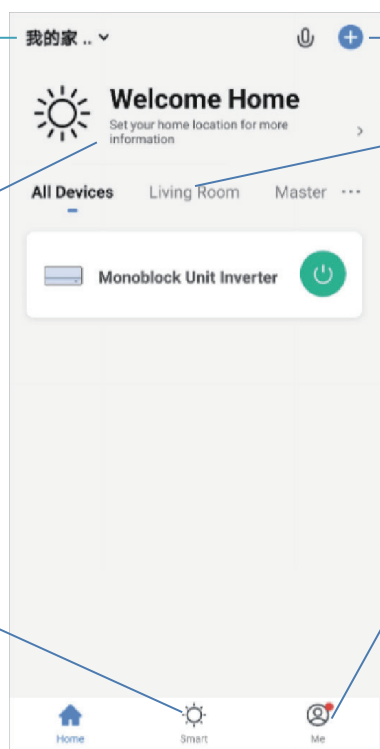 我的家 ..
Welcome Home
Set your home location for more
information
All Devices Living Room Master ...
Monoblock Unit Inverter
Home Smart Me